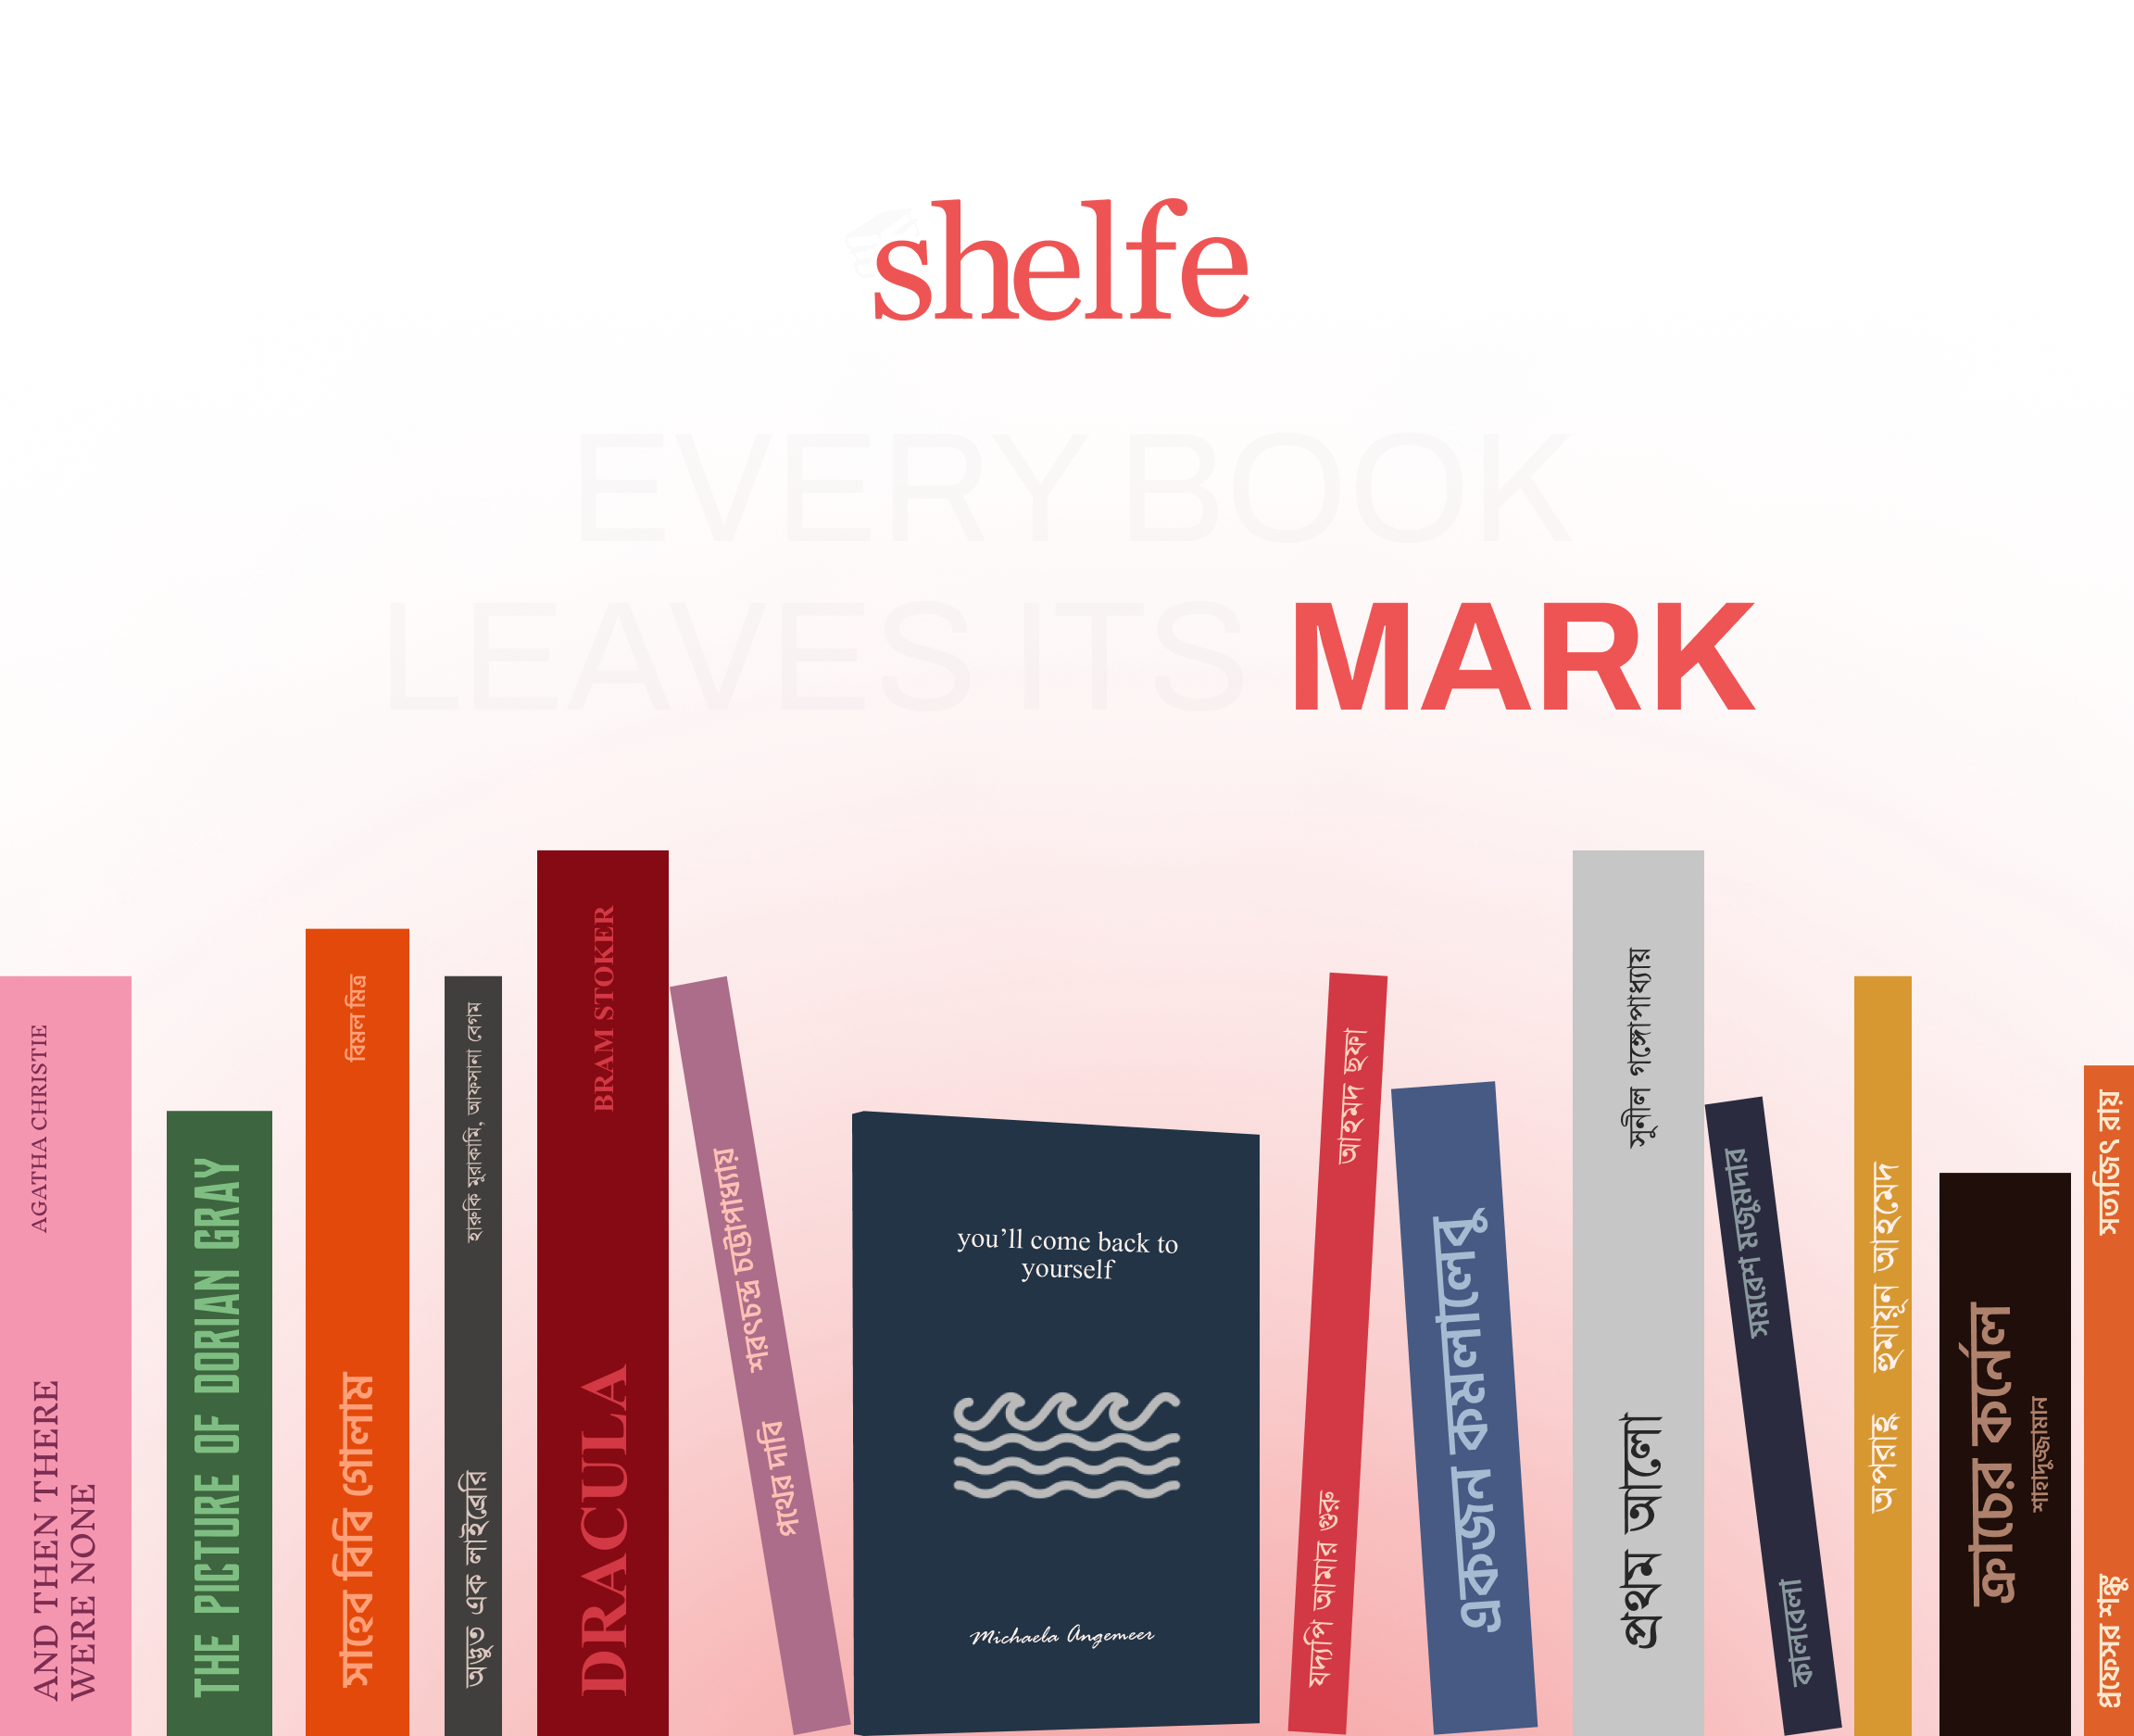 shelfe
EVERY BOOK
LEAVES ITS MARK
AGATHA CHRISTIE
AND THEN THERE
WERE NONE
THE PICTURE OF DORIAN GRAY
বিমল মিত্র
সাহেব বিবি গোলাম
হারুকি মুরাকামি, আফসানা বেগম
অদ্ভুত এক লাইব্রেরি
BRAM STOKER
DRACULA
শরৎচন্দ্র চট্টোপাধ্যায়
পথের দাবি
you’ll come back to
yourself
Michaela Angemeer
আহমদ ছফা
যদ্যপি আমার গুরু
একজন কমলালেবু
সুনীল গঙ্গোপাধ্যায়
প্রথম আলো
সমরেশ মজুমদার
কালবেলা
হুমায়ূন আহমেদ
অপরাহ্ন
ক্রাচের কর্নেল
শাহাদুজ্জামান
সত্যজিৎ রায়
প্রফেসর শঙ্কু